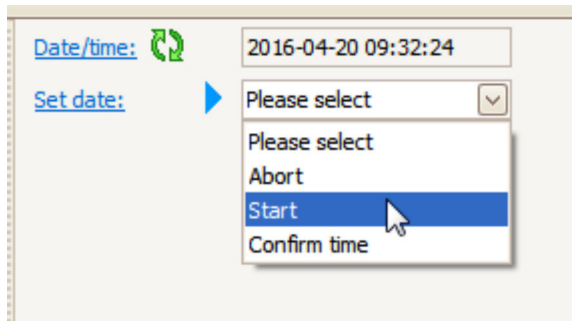 Date/time: 2016-04-20 09:32:24
Set date: Please select
Please select
Abort
Start
Confirm time